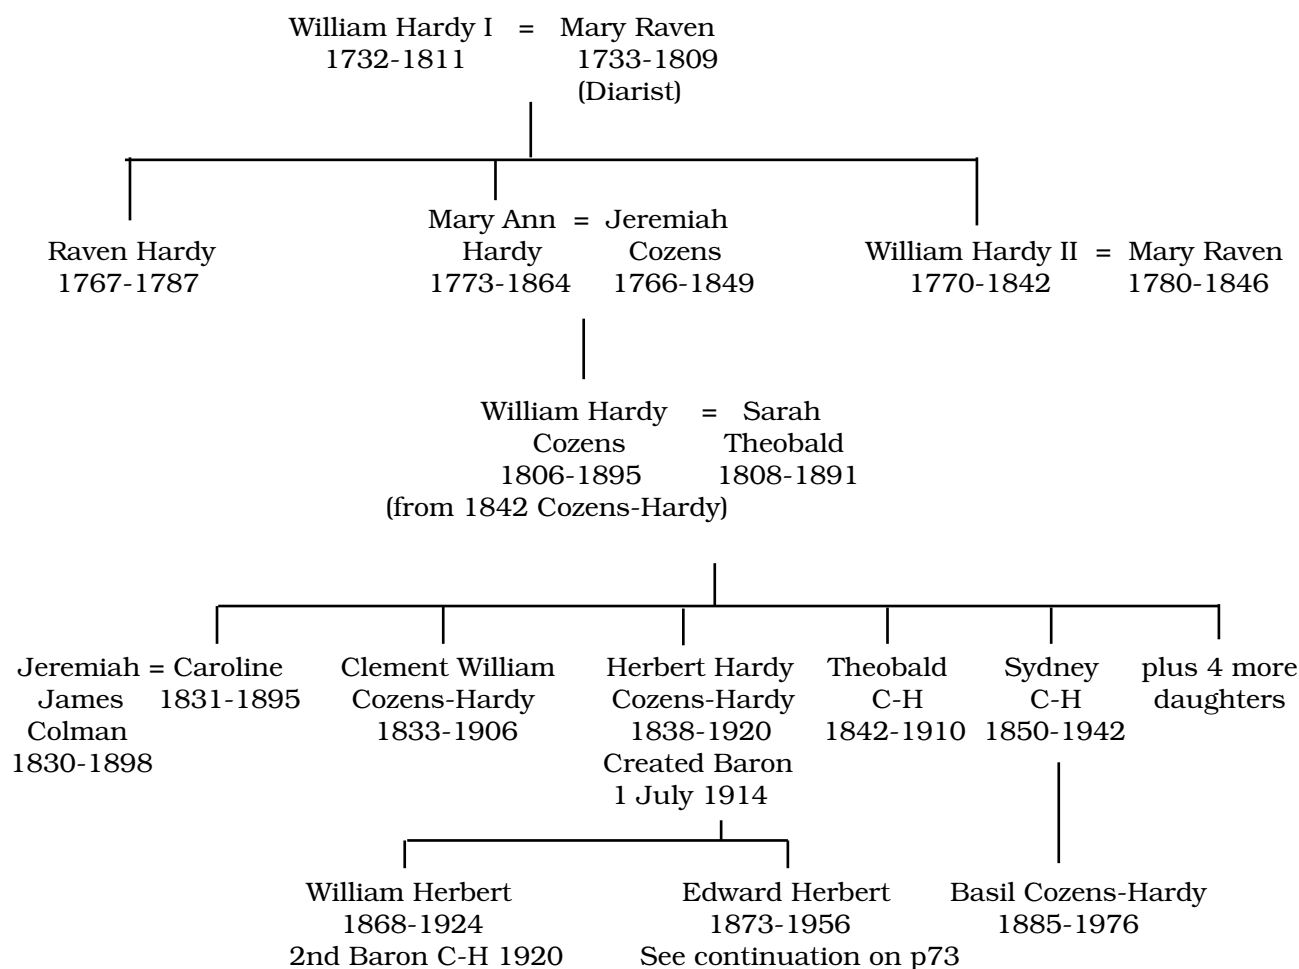 William Hardy I = Mary Raven
1732-1811 1733-1809
(Diarist)
Mary Ann = Jeremiah
Raven Hardy Hardy Cozens William Hardy II = Mary Raven
1767-1787 1773-1864 1766-1849 1770-1842 1780-1846
William Hardy = Sarah
Cozens Theobald
1806-1895 1808-1891
(from 1842 Cozens-Hardy)
Jeremiah = Caroline Clement William Herbert Hardy Theobald Sydney plus 4 more
James 1831-1895 Cozens-Hardy Cozens-Hardy C-H C-H daughters
Colman 1833-1906 1838-1920 1842-1910 1850-1942
1830-1898 Created Baron
1 July 1914
William Herbert Edward Herbert Basil Cozens-Hardy
1868-1924 1873-1956 1885-1976
2nd Baron C-H 1920 See continuation on p73